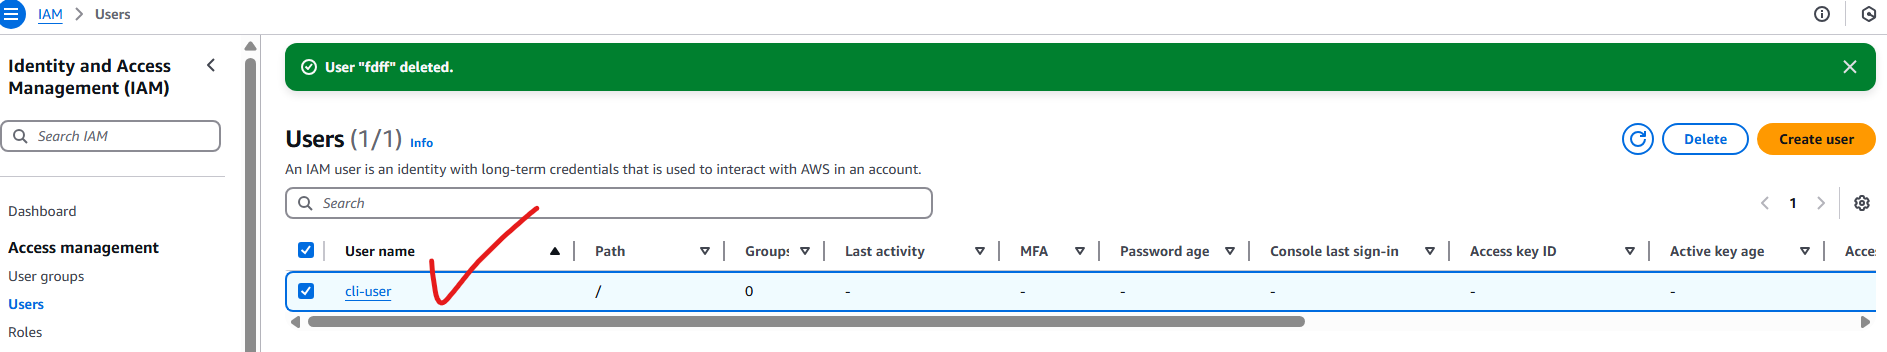 IAM > Users
Identity and Access
Management (IAM)
Search IAM
Dashboard
Access management
User groups
Users
Roles
User "fdff" deleted.
Users (1/1) Info
Delete
Create user
An IAM user is an identity with long-term credentials that is used to interact with AWS in an account.
Search
1
User name Path Groups Last activity MFA Password age Console last sign-in Access key ID Active key age Acce
cli-user / 0 - - - - - -